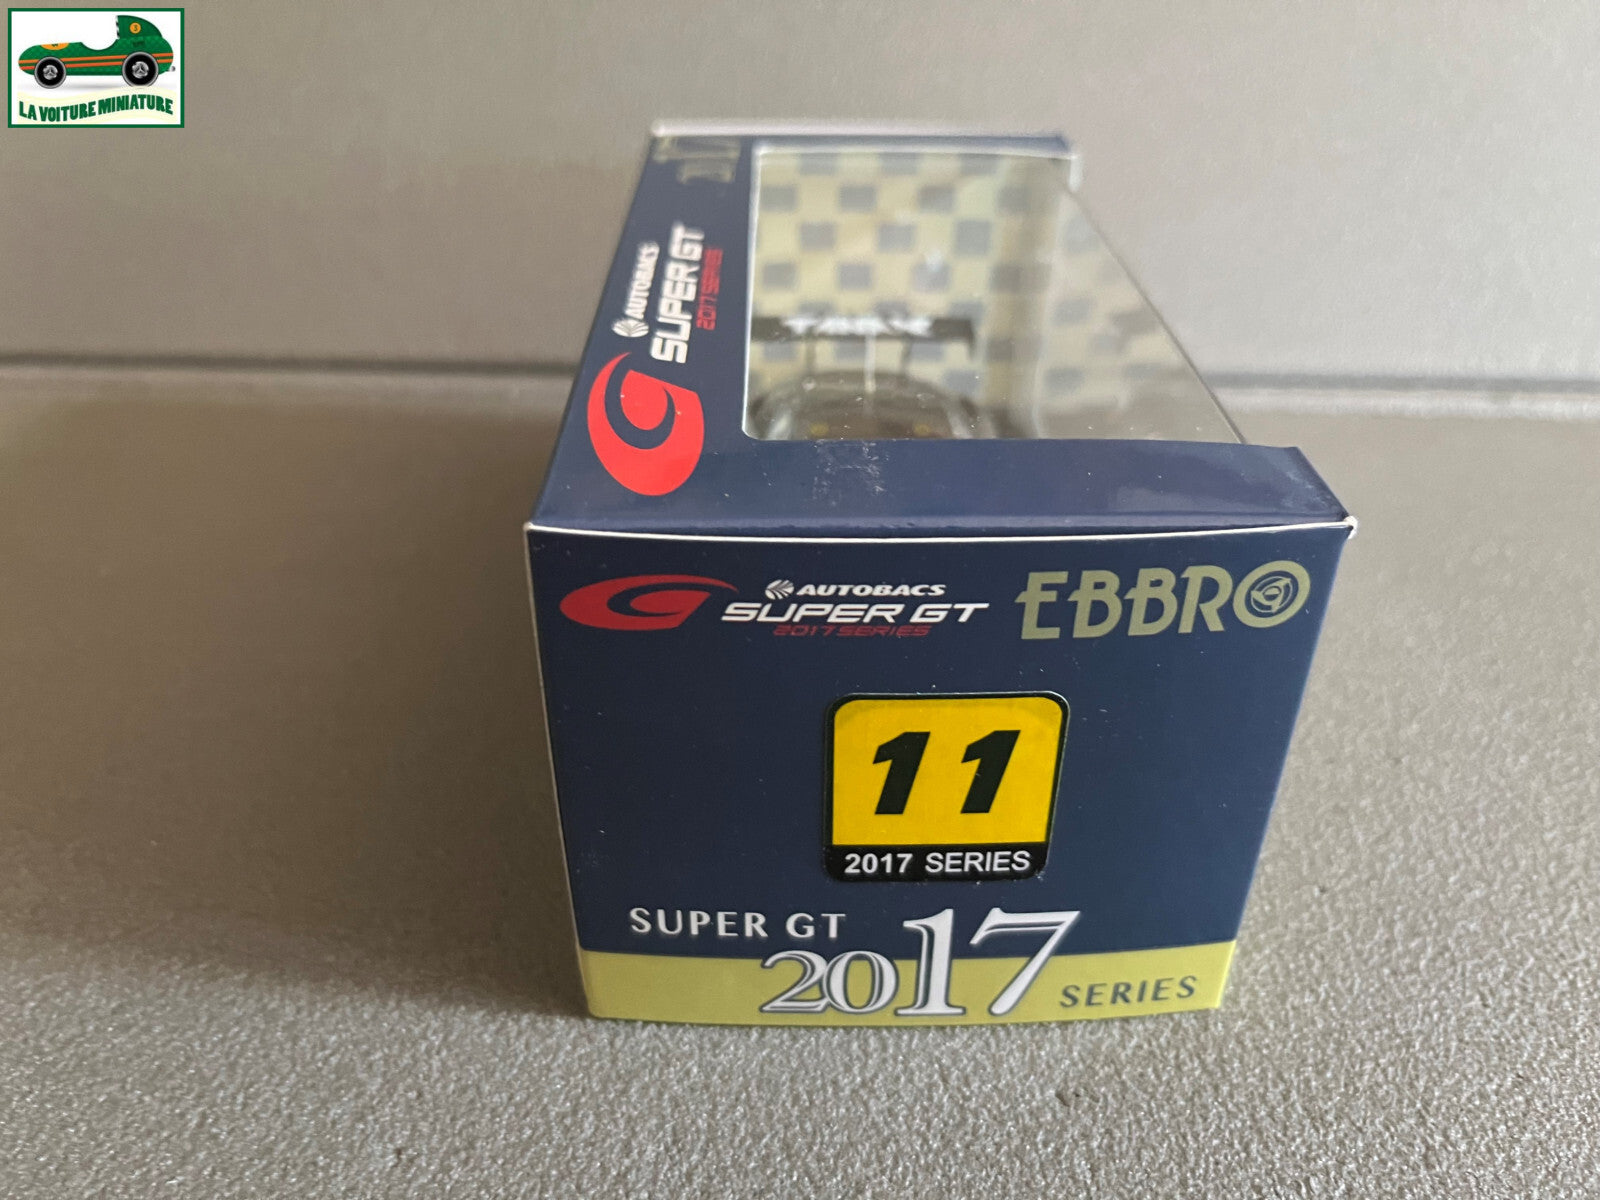 LA VOITURE MINIATURE
2017
AUTOBACS
SUPER GT
2017 SERIES
AUTOBACS
SUPER GT
2017 SERIES
EBBRO
11
2017 SERIES
SUPER GT
2017
SERIES